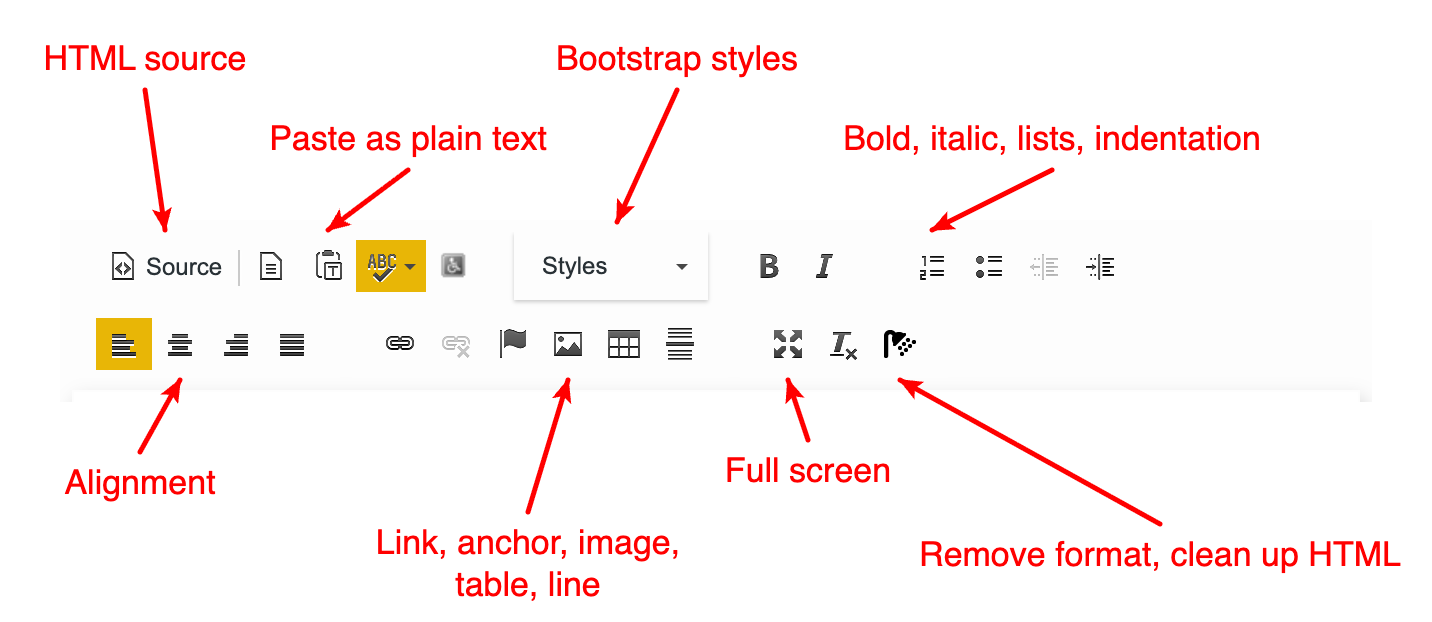 HTML source
Bootstrap styles
Paste as plain text
Bold, italic, lists, indentation
Source
ABC
Styles
B
I
Alignment
Full screen
Link, anchor, image,
table, line
Remove format, clean up HTML